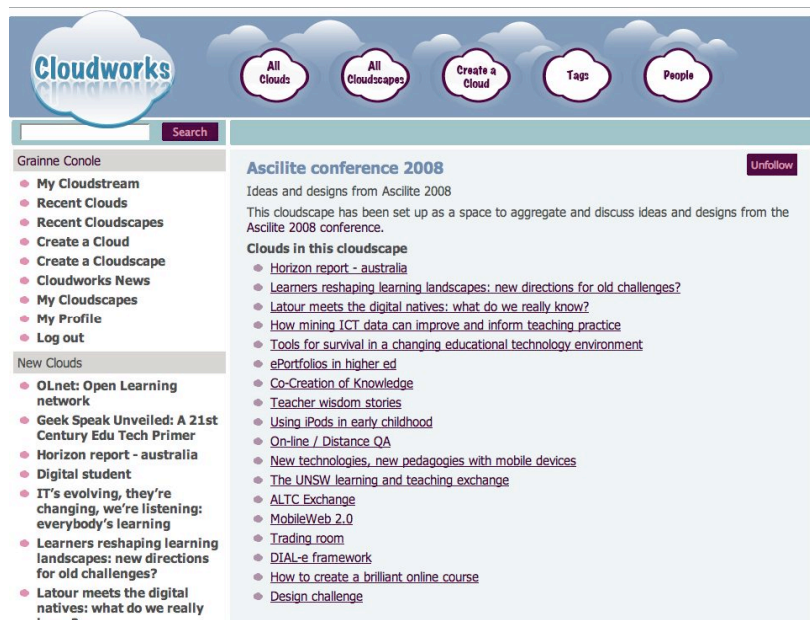 Cloudworks
All
Clouds
All
Cloudscapes
Create a
Cloud
Tags
People
Search
Grainne Conole
My Cloudstream
Recent Clouds
Recent Cloudscapes
Create a Cloud
Create a Cloudscape
Cloudworks News
My Cloudscapes
My Profile
Log out
New Clouds
OLnet: Open Learning
network
Geek Speak Unveiled: A 21st
Century Edu Tech Primer
Horizon report - australia
Digital student
IT's evolving, they're
changing, we're listening:
everybody's learning
Learners reshaping learning
landscapes: new directions
for old challenges?
Latour meets the digital
natives: what do we really
Ascilite conference 2008
Unfollow
Ideas and designs from Ascilite 2008
This cloudscape has been set up as a space to aggregate and discuss ideas and designs from the
Ascilite 2008 conference.
Clouds in this cloudscape
Horizon report - australia
Learners reshaping learning landscapes: new directions for old challenges?
Latour meets the digital natives: what do we really know?
How mining ICT data can improve and inform teaching practice
Tools for survival in a changing educational technology environment
ePortfolios in higher ed
Co-Creation of Knowledge
Teacher wisdom stories
Using iPods in early childhood
On-line / Distance QA
New technologies, new pedagogies with mobile devices
The UNSW learning and teaching exchange
ALTC Exchange
MobileWeb 2.0
Trading room
DIAL-e framework
How to create a brilliant online course
Design challenge